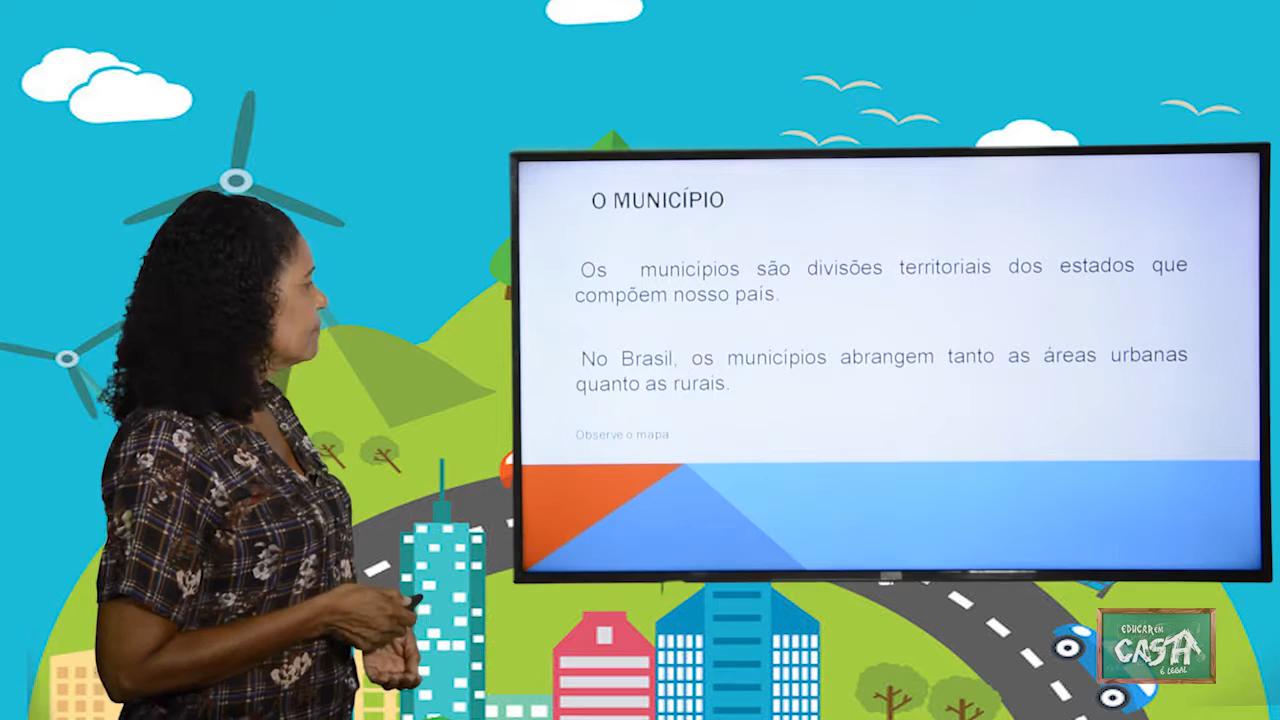 O MUNICÍPIO
Os municípios são divisões territoriais dos estados que
compõem nosso país.
No Brasil, os municípios abrangem tanto as áreas urbanas
quanto as rurais.
Observe o mapa
EDUCAR EM
CASA
É LEGAL